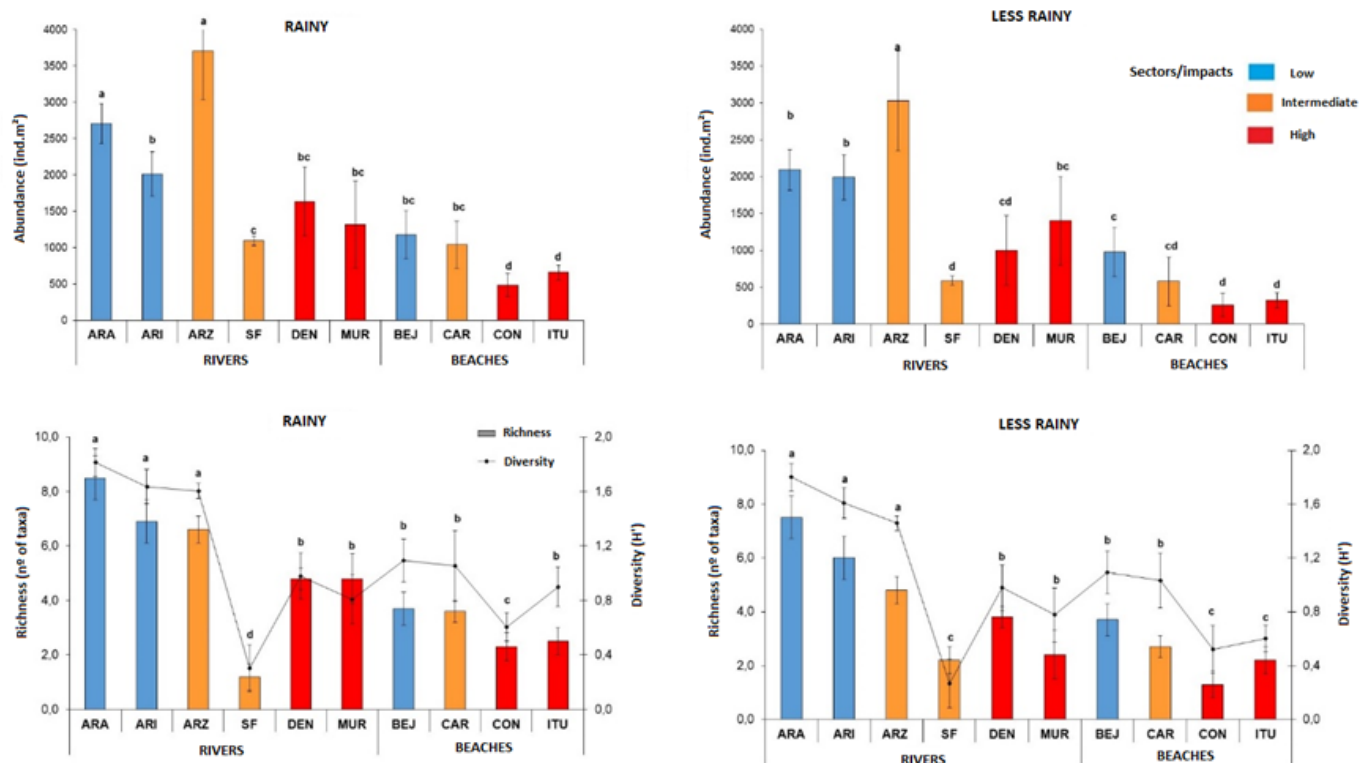 RAINY
a
a
b
c
bc
bc
bc
bc
d
d
Abundance (ind.m²)
4000
3500
3000
2500
2000
1500
1000
500
0
ARA ARI ARZ SF DEN MUR BEJ CAR CON ITU
RIVERS BEACHES
LESS RAINY
Sectors/impacts
Low
Intermediate
High
b
b
a
d
cd
bc
c
cd
d
d
Abundance (ind.m²)
4000
3500
3000
2500
2000
1500
1000
500
0
ARA ARI ARZ SF DEN MUR BEJ CAR CON ITU
RIVERS BEACHES
RAINY
Richness
Diversity
a
a
a
d
b
b
b
b
c
b
Richness (nº of taxa)
10,0
8,0
6,0
4,0
2,0
0,0
2,0
1,6
1,2
0,8
0,4
0,0
Diversity (H')
ARA ARI ARZ SF DEN MUR BEJ CAR CON ITU
RIVERS BEACHES
LESS RAINY
a
a
a
c
b
b
b
b
c
c
Richness (nº of taxa)
10,0
8,0
6,0
4,0
2,0
0,0
2,0
1,6
1,2
0,8
0,4
0,0
Diversity (H')
ARA ARI ARZ SF DEN MUR BEJ CAR CON ITU
RIVERS BEACHES